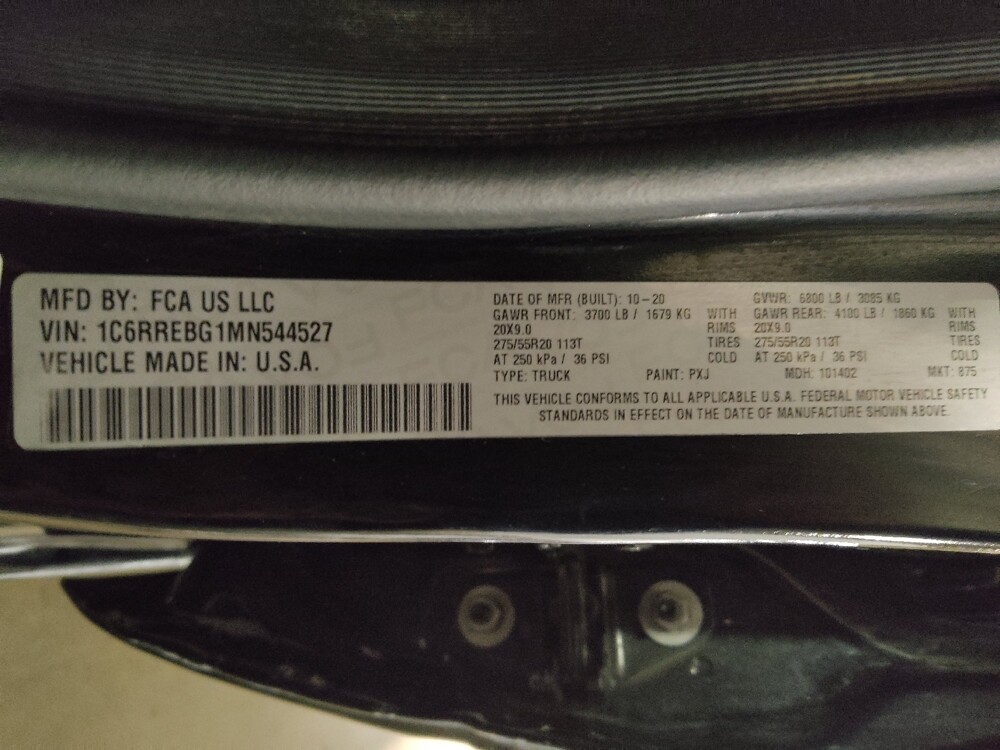 MFD BY: FCA US LLC
VIN: 1C6RREBG1MN544527
VEHICLE MADE IN: U.S.A.
DATE OF MFR (BUILT): 10-20 GVWR: 6800 LB / 3085 KG
GAWR FRONT: 3700 LB / 1679 KG WITH GAWR REAR: 4100 LB / 1860 KG WITH
20X9.0 RIMS 20X9.0 RIMS
275/55R20 113T TIRES 275/55R20 113T TIRES
AT 250 kPa / 36 PSI COLD AT 250 kPa / 36 PSI COLD
TYPE: TRUCK PAINT: PXJ MDH: 101402 MKT: 875
THIS VEHICLE CONFORMS TO ALL APPLICABLE U.S.A. FEDERAL MOTOR VEHICLE SAFETY
STANDARDS IN EFFECT ON THE DATE OF MANUFACTURE SHOWN ABOVE.